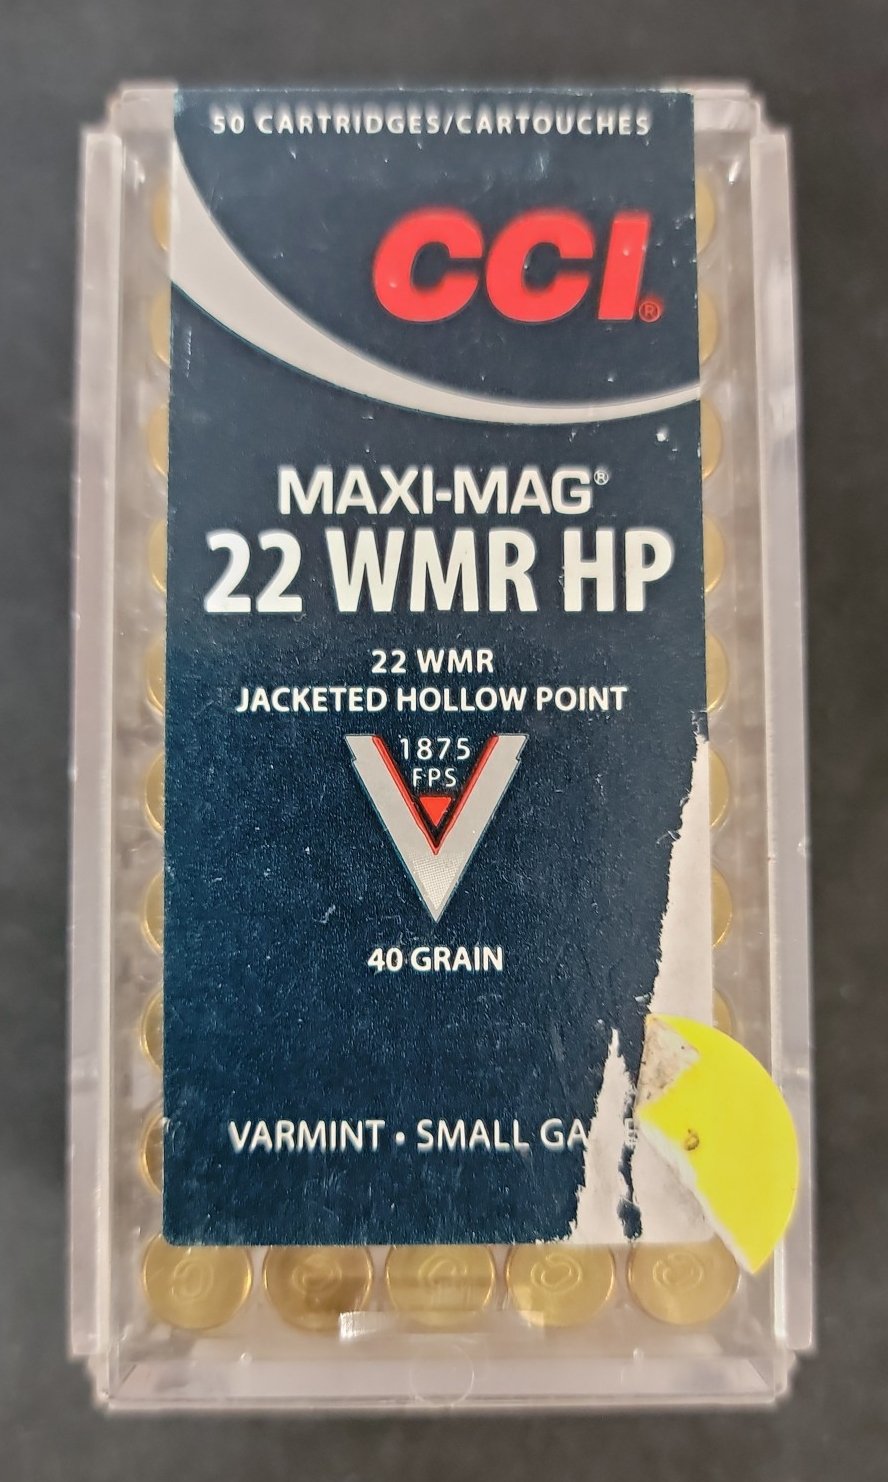 50 CARTRIDGES/CARTOUCHES
CCI®
MAXI-MAG®
22 WMR HP
22 WMR
JACKETED HOLLOW POINT
1875
FPS
40 GRAIN
VARMINT • SMALL GA